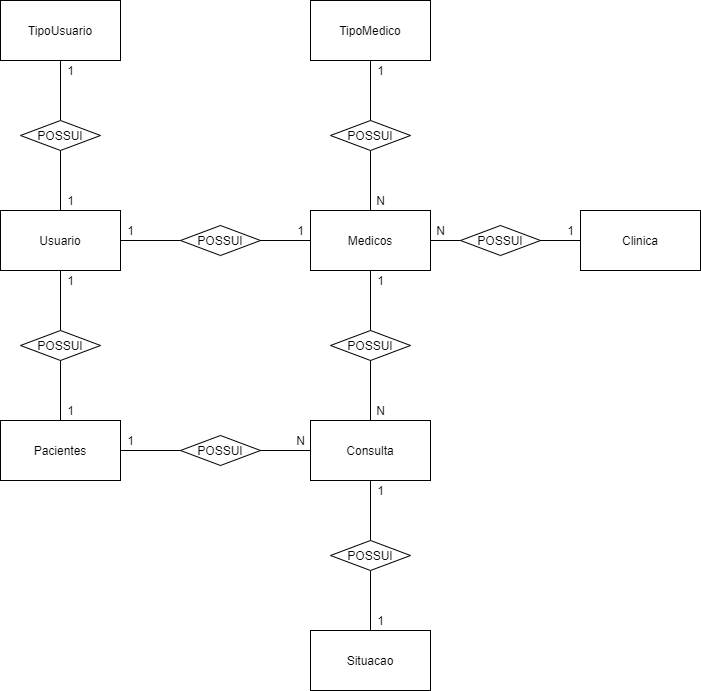 TipoUsuario
TipoMedico
1
1
POSSUI
POSSUI
1
N
Usuario
1
POSSUI
1
Medicos
N
POSSUI
1
Clinica
1
1
POSSUI
POSSUI
1
N
Pacientes
1
POSSUI
N
Consulta
1
POSSUI
1
Situacao